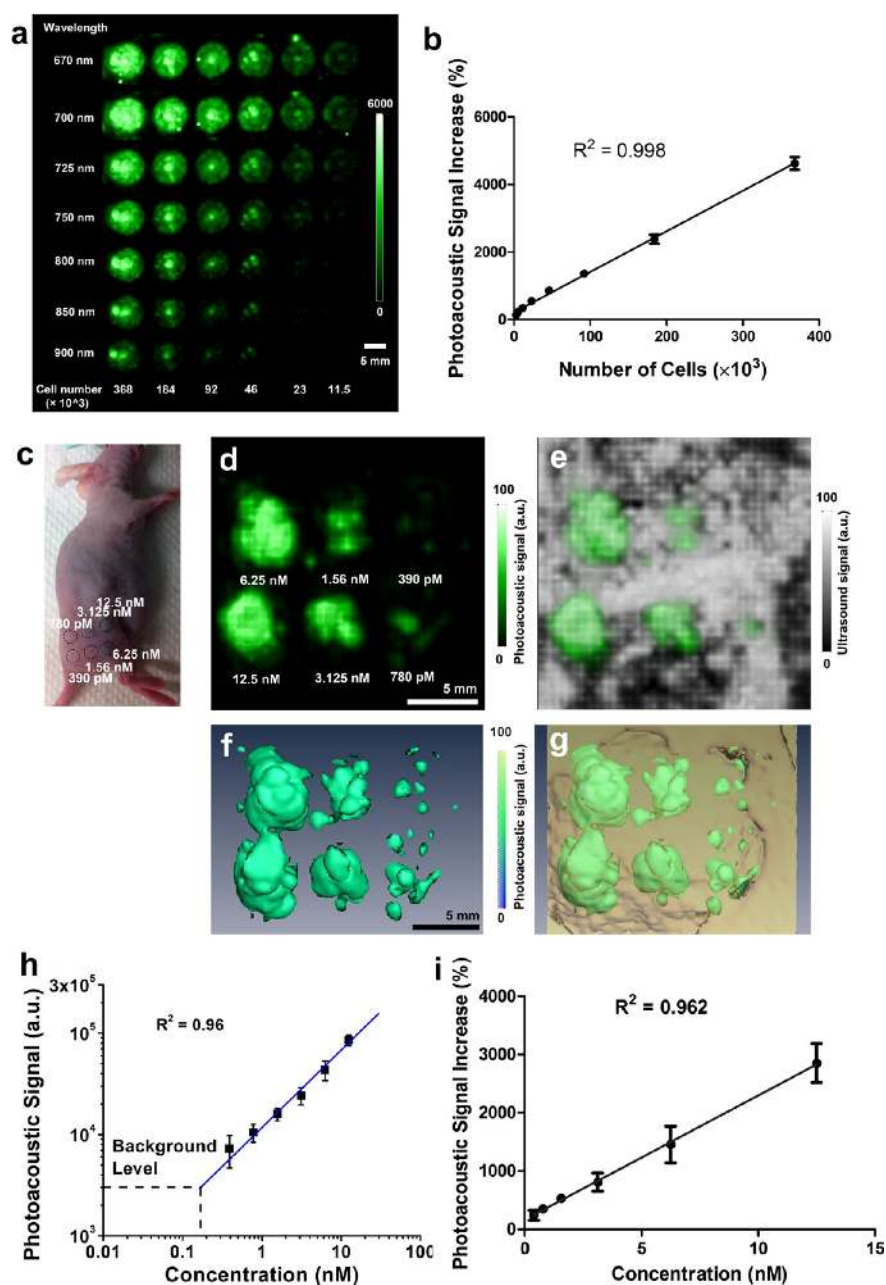 a
Wavelength
670 nm
700 nm
725 nm
750 nm
800 nm
850 nm
900 nm
6000
0
5 mm
Cell number
(× 10^3)
368 184 92 46 23 11.5
b
Photoacoustic Signal Increase (%)
6000
4000
2000
0
R² = 0.998
0 100 200 300 400
Number of Cells (×10³)
c
12.5 nM
3.125 nM
780 pM
6.25 nM
1.56 nM
390 pM
d
6.25 nM 1.56 nM 390 pM
12.5 nM 3.125 nM 780 pM
5 mm
100
Photoacoustic signal (a.u.)
0
e
100
Ultrasound signal (a.u.)
0
f
5 mm
100
Photoacoustic signal (a.u.)
0
g
h
Photoacoustic Signal (a.u.)
3x10⁵
10⁵
10⁴
10³
R² = 0.96
Background
Level
0.01 0.1 1 10 100
Concentration (nM)
i
Photoacoustic Signal Increase (%)
4000
3000
2000
1000
0
R² = 0.962
0 5 10 15
Concentration (nM)